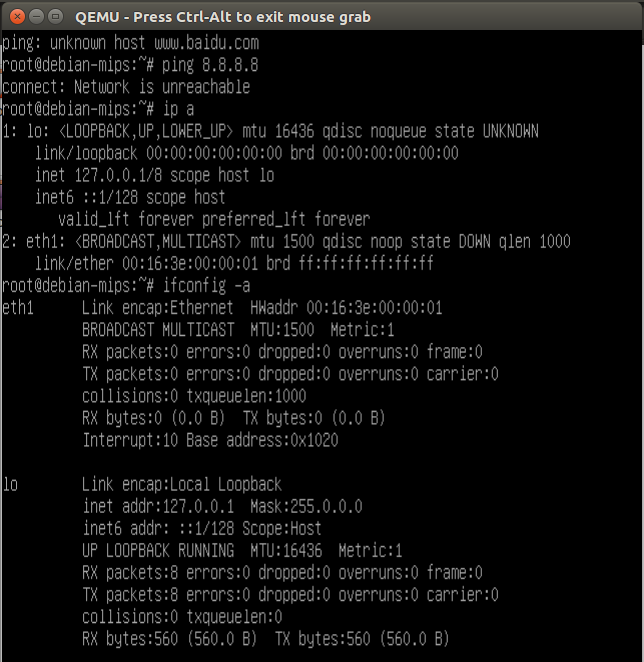 QEMU - Press Ctrl-Alt to exit mouse grab
ping: unknown host www.baidu.com
root@debian-mips:~# ping 8.8.8.8
connect: Network is unreachable
root@debian-mips:~# ip a
1: lo: <LOOPBACK,UP,LOWER_UP> mtu 16436 qdisc noqueue state UNKNOWN
    link/loopback 00:00:00:00:00:00 brd 00:00:00:00:00:00
    inet 127.0.0.1/8 scope host lo
    inet6 ::1/128 scope host
       valid_lft forever preferred_lft forever
2: eth1: <BROADCAST,MULTICAST> mtu 1500 qdisc noop state DOWN qlen 1000
    link/ether 00:16:3e:00:00:01 brd ff:ff:ff:ff:ff:ff
root@debian-mips:~# ifconfig -a
eth1      Link encap:Ethernet  HWaddr 00:16:3e:00:00:01
          BROADCAST MULTICAST  MTU:1500  Metric:1
          RX packets:0 errors:0 dropped:0 overruns:0 frame:0
          TX packets:0 errors:0 dropped:0 overruns:0 carrier:0
          collisions:0 txqueuelen:1000
          RX bytes:0 (0.0 B)  TX bytes:0 (0.0 B)
          Interrupt:10 Base address:0x1020
lo        Link encap:Local Loopback
          inet addr:127.0.0.1  Mask:255.0.0.0
          inet6 addr: ::1/128 Scope:Host
          UP LOOPBACK RUNNING  MTU:16436  Metric:1
          RX packets:8 errors:0 dropped:0 overruns:0 frame:0
          TX packets:8 errors:0 dropped:0 overruns:0 carrier:0
          collisions:0 txqueuelen:0
          RX bytes:560 (560.0 B)  TX bytes:560 (560.0 B)